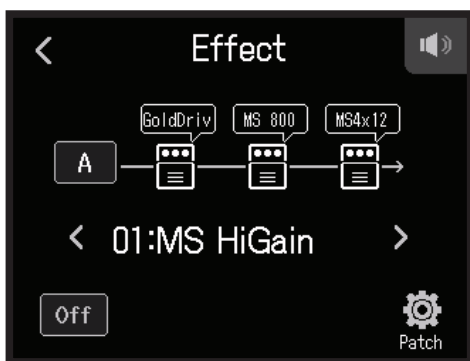 Effect
GoldDriv MS 800 MS4x12
A
01:MS HiGain
Off
Patch